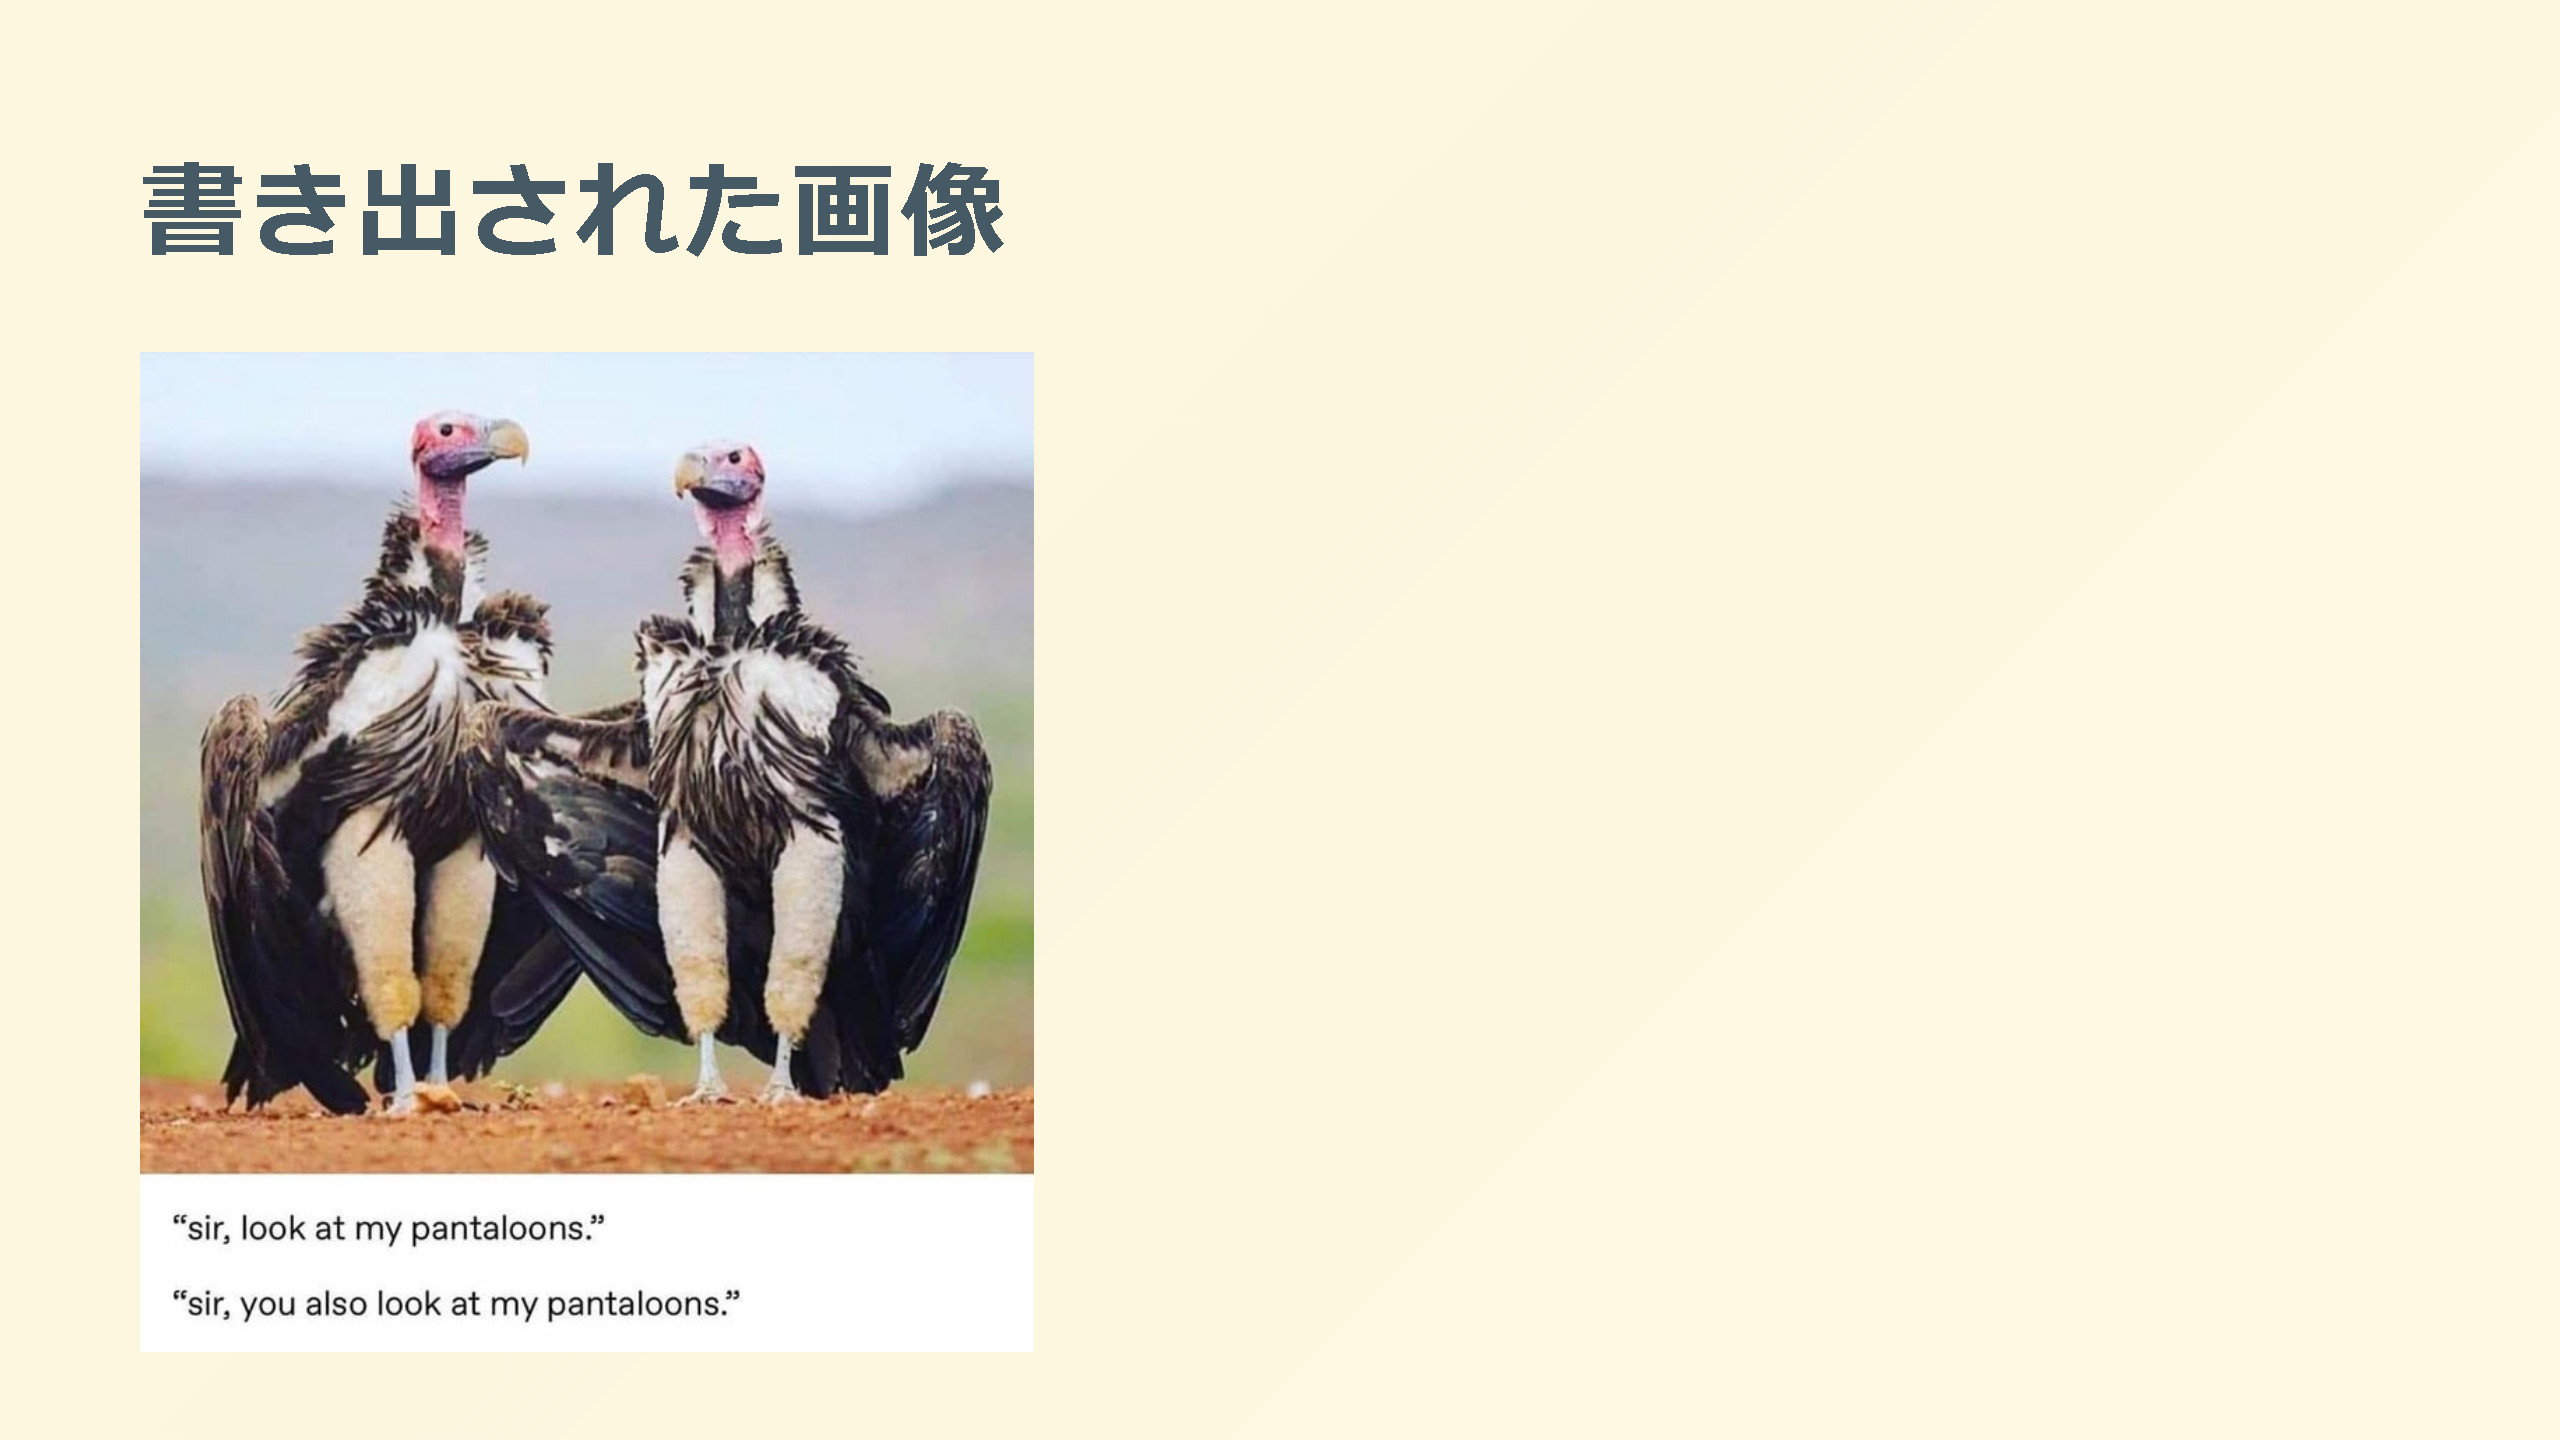 書き出された画像
“sir, look at my pantaloons.”
“sir, you also look at my pantaloons.”